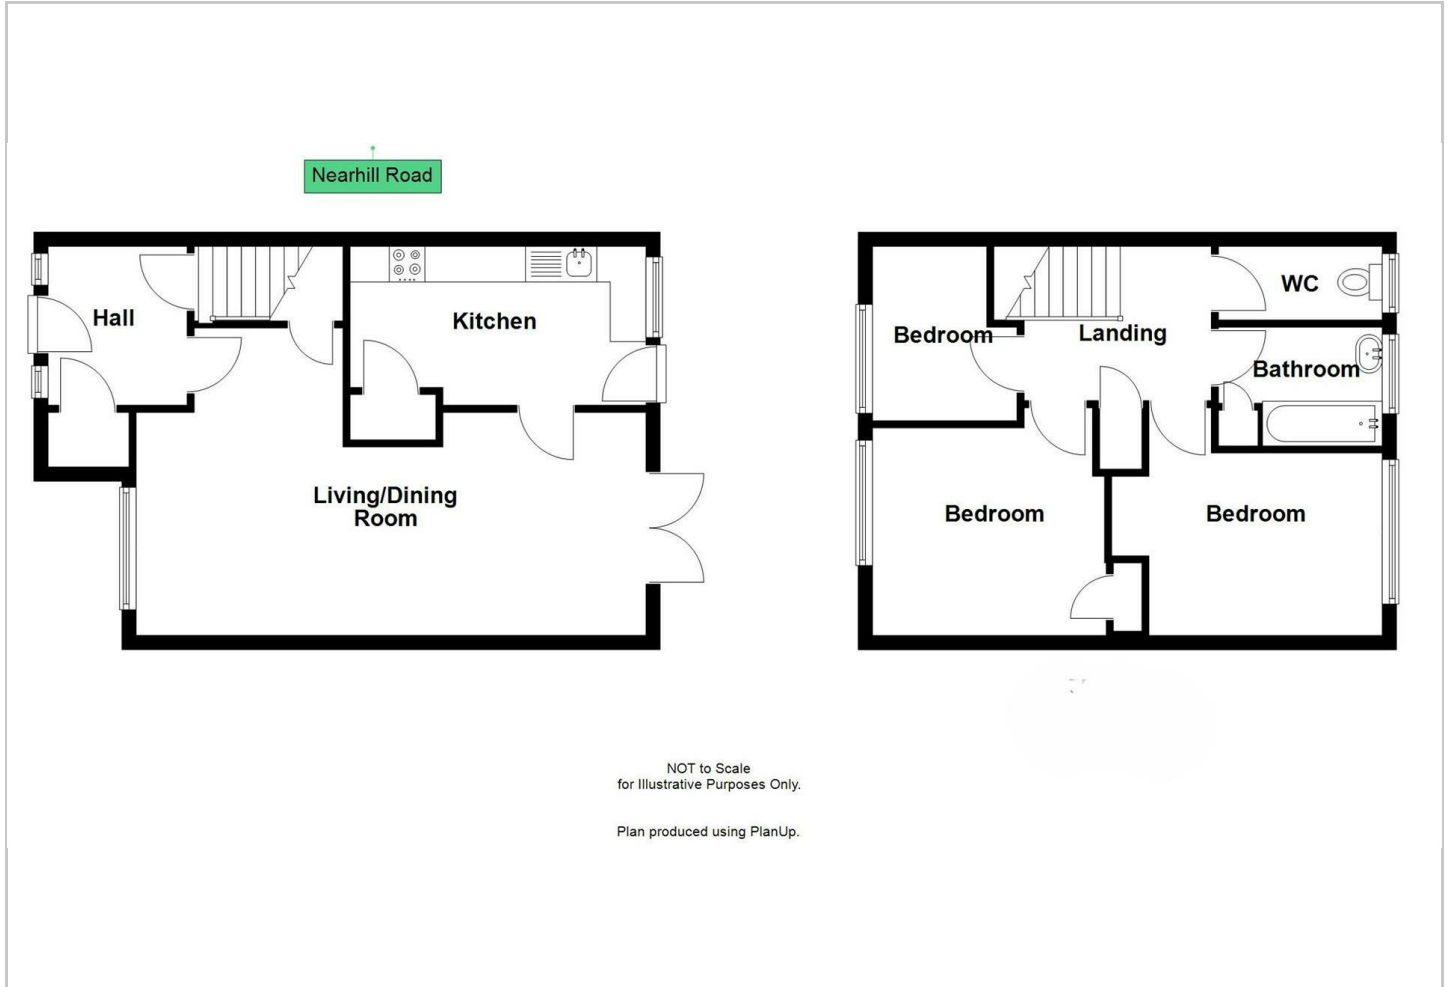 Nearhill Road
Hall
Kitchen
Living/Dining
Room
Bedroom
Landing
WC
Bathroom
Bedroom
Bedroom
NOT to Scale
for Illustrative Purposes Only.
Plan produced using PlanUp.